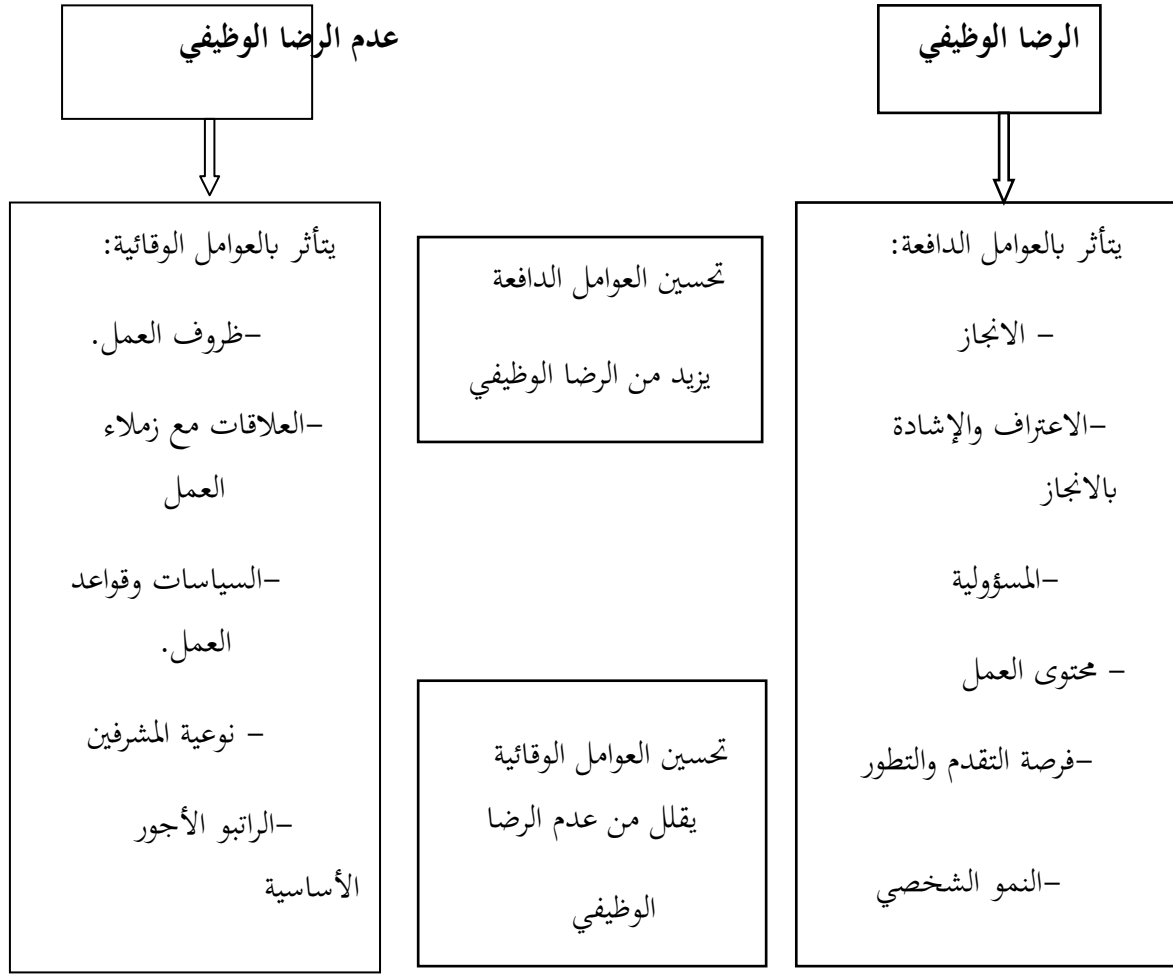 الرضا الوظيفي
عدم الرضا الوظيفي
يتأثر بالعوامل الدافعة:
– الانجاز
–الاعتراف والإشادة
بالانجاز
–المسؤولية
– محتوى العمل
–فرصة التقدم والتطور
–النمو الشخصي
تحسين العوامل الدافعة
يزيد من الرضا الوظيفي
تحسين العوامل الوقائية
يقلل من عدم الرضا
الوظيفي
يتأثر بالعوامل الوقائية:
–ظروف العمل.
–العلاقات مع زملاء
العمل
–السياسات وقواعد
العمل.
– نوعية المشرفين
–الراتبو الأجور
الأساسية